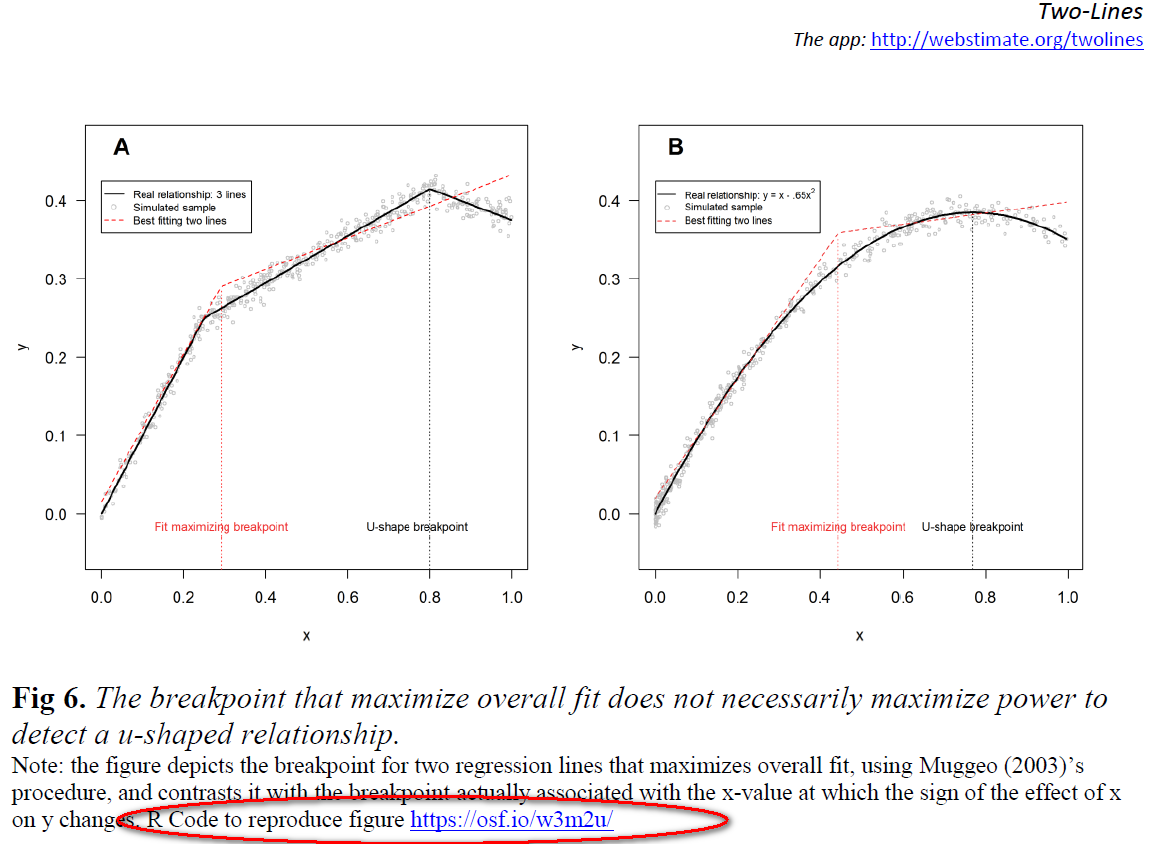 Two-Lines
The app: http://webstimate.org/twolines
A
Real relationship: 3 lines
Simulated sample
Best fitting two lines
y
0.4
0.3
0.2
0.1
0.0
Fit maximizing breakpoint
U-shape breakpoint
0.0 0.2 0.4 0.6 0.8 1.0
x
B
Real relationship: y = x - .65x²
Simulated sample
Best fitting two lines
y
0.4
0.3
0.2
0.1
0.0
Fit maximizing breakpoint
U-shape breakpoint
0.0 0.2 0.4 0.6 0.8 1.0
x
Fig 6. The breakpoint that maximize overall fit does not necessarily maximize power to
detect a u-shaped relationship.
Note: the figure depicts the breakpoint for two regression lines that maximizes overall fit, using Muggeo (2003)’s
procedure, and contrasts it with the breakpoint actually associated with the x-value at which the sign of the effect of x
on y changes. R Code to reproduce figure https://osf.io/w3m2u/